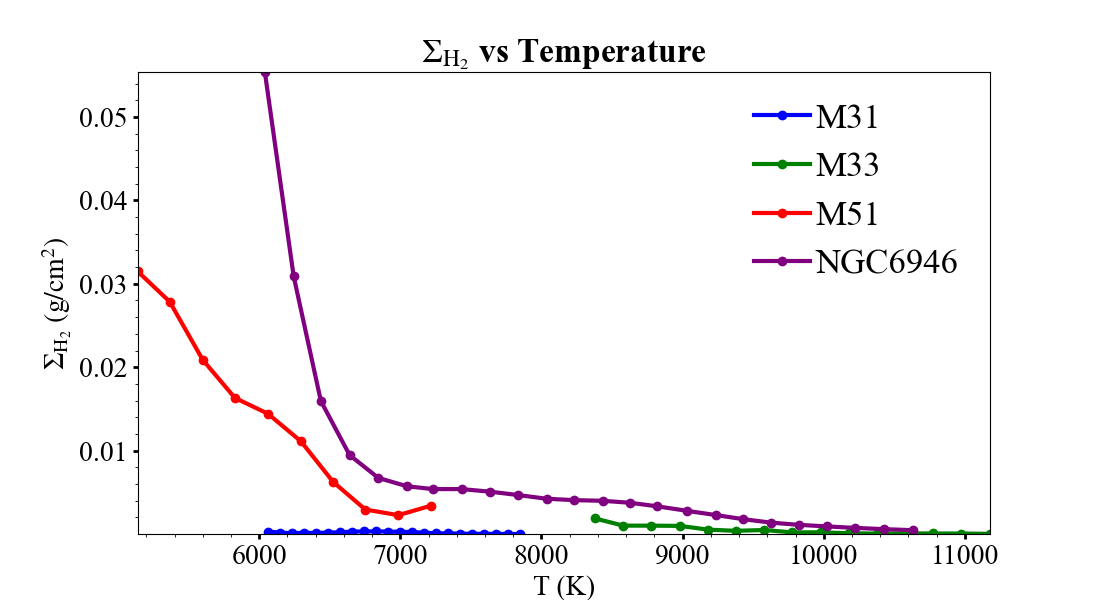 Σ_H₂ vs Temperature
Σ_H₂ (g/cm²)
0.05
0.04
0.03
0.02
0.01
M31
M33
M51
NGC6946
6000 7000 8000 9000 10000 11000
T (K)